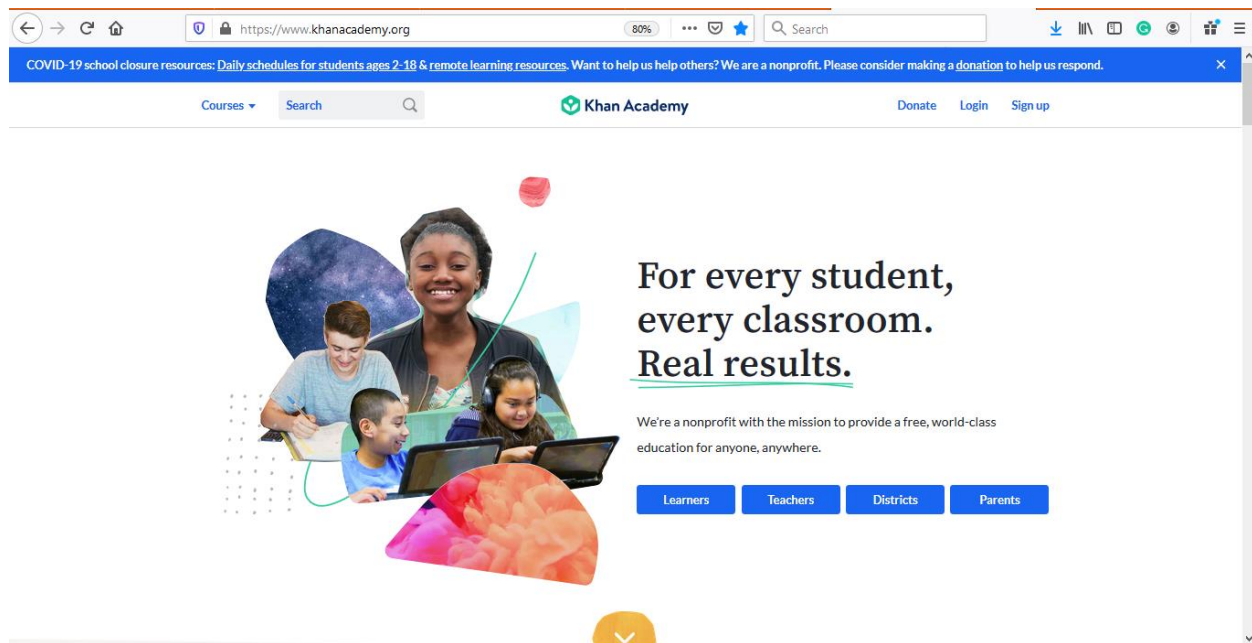 https://www.khanacademy.org
80%
Search
COVID-19 school closure resources: Daily schedules for students ages 2-18 & remote learning resources. Want to help us help others? We are a nonprofit. Please consider making a donation to help us respond.
Courses
Search
Khan Academy
Donate
Login
Sign up
For every student,
every classroom.
Real results.
We're a nonprofit with the mission to provide a free, world-class
education for anyone, anywhere.
Learners
Teachers
Districts
Parents